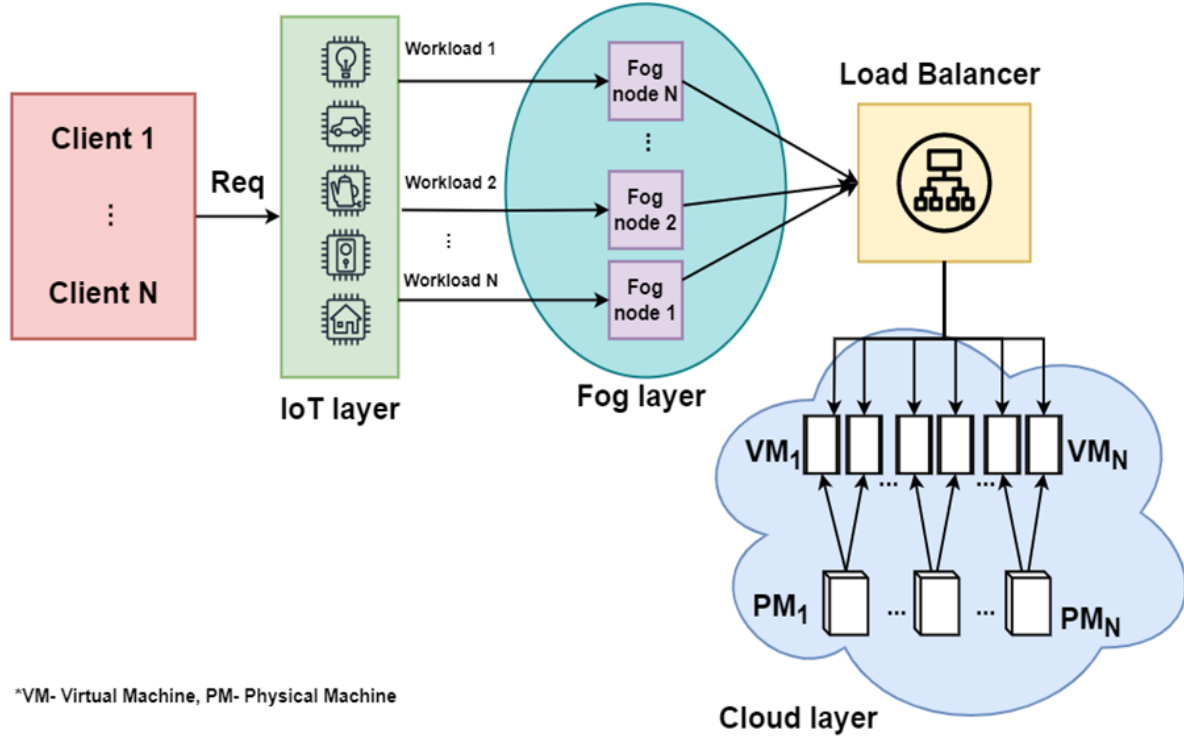 Client 1
⋮
Client N
Req
IoT layer
Workload 1
Workload 2
⋮
Workload N
Fog
node N
⋮
Fog
node 2
Fog
node 1
Fog layer
Load Balancer
VM1 ... ... VMN
PM1 ... ... PMN
Cloud layer
*VM- Virtual Machine, PM- Physical Machine